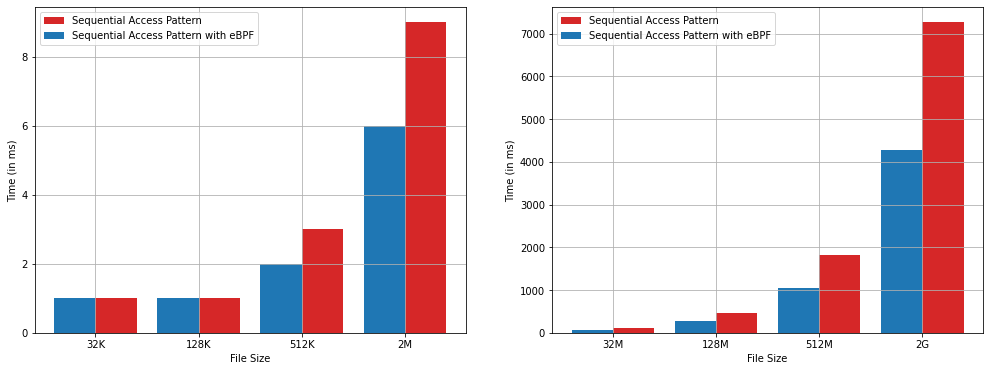 Sequential Access Pattern
Sequential Access Pattern with eBPF
8
6
4
2
0
Time (in ms)
32K
128K
512K
2M
File Size
Sequential Access Pattern
Sequential Access Pattern with eBPF
7000
6000
5000
4000
3000
2000
1000
0
Time (in ms)
32M
128M
512M
2G
File Size